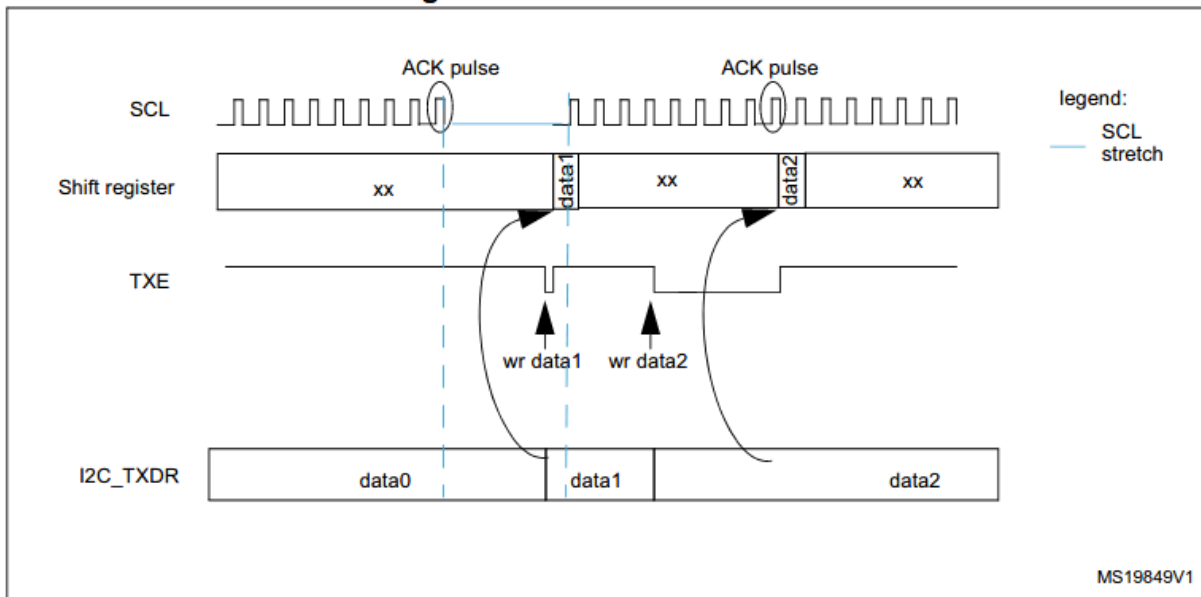 ACK pulse ACK pulse
SCL
legend:
SCL
stretch
Shift register xx data1 xx data2 xx
TXE
wr data1 wr data2
I2C_TXDR data0 data1 data2
MS19849V1